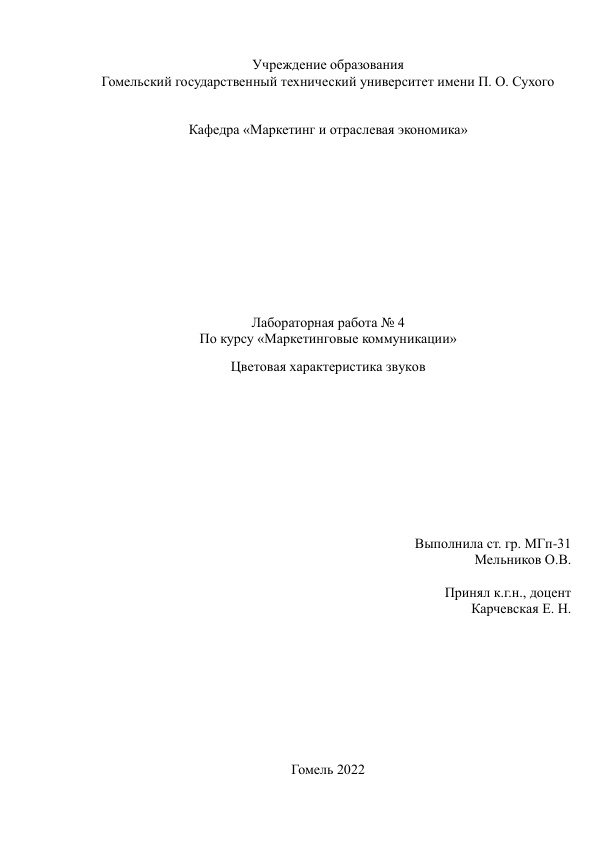 Учреждение образования
Гомельский государственный технический университет имени П. О. Сухого
Кафедра «Маркетинг и отраслевая экономика»
Лабораторная работа № 4
По курсу «Маркетинговые коммуникации»
Цветовая характеристика звуков
Выполнила ст. гр. МГп-31
Мельников О.В.
Принял к.г.н., доцент
Карчевская Е. Н.
Гомель 2022